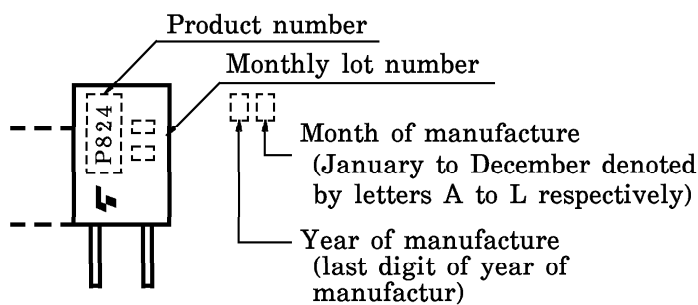 Product number
Monthly lot number
P824
Month of manufacture
(January to December denoted
by letters A to L respectively)
Year of manufacture
(last digit of year of
manufactur)